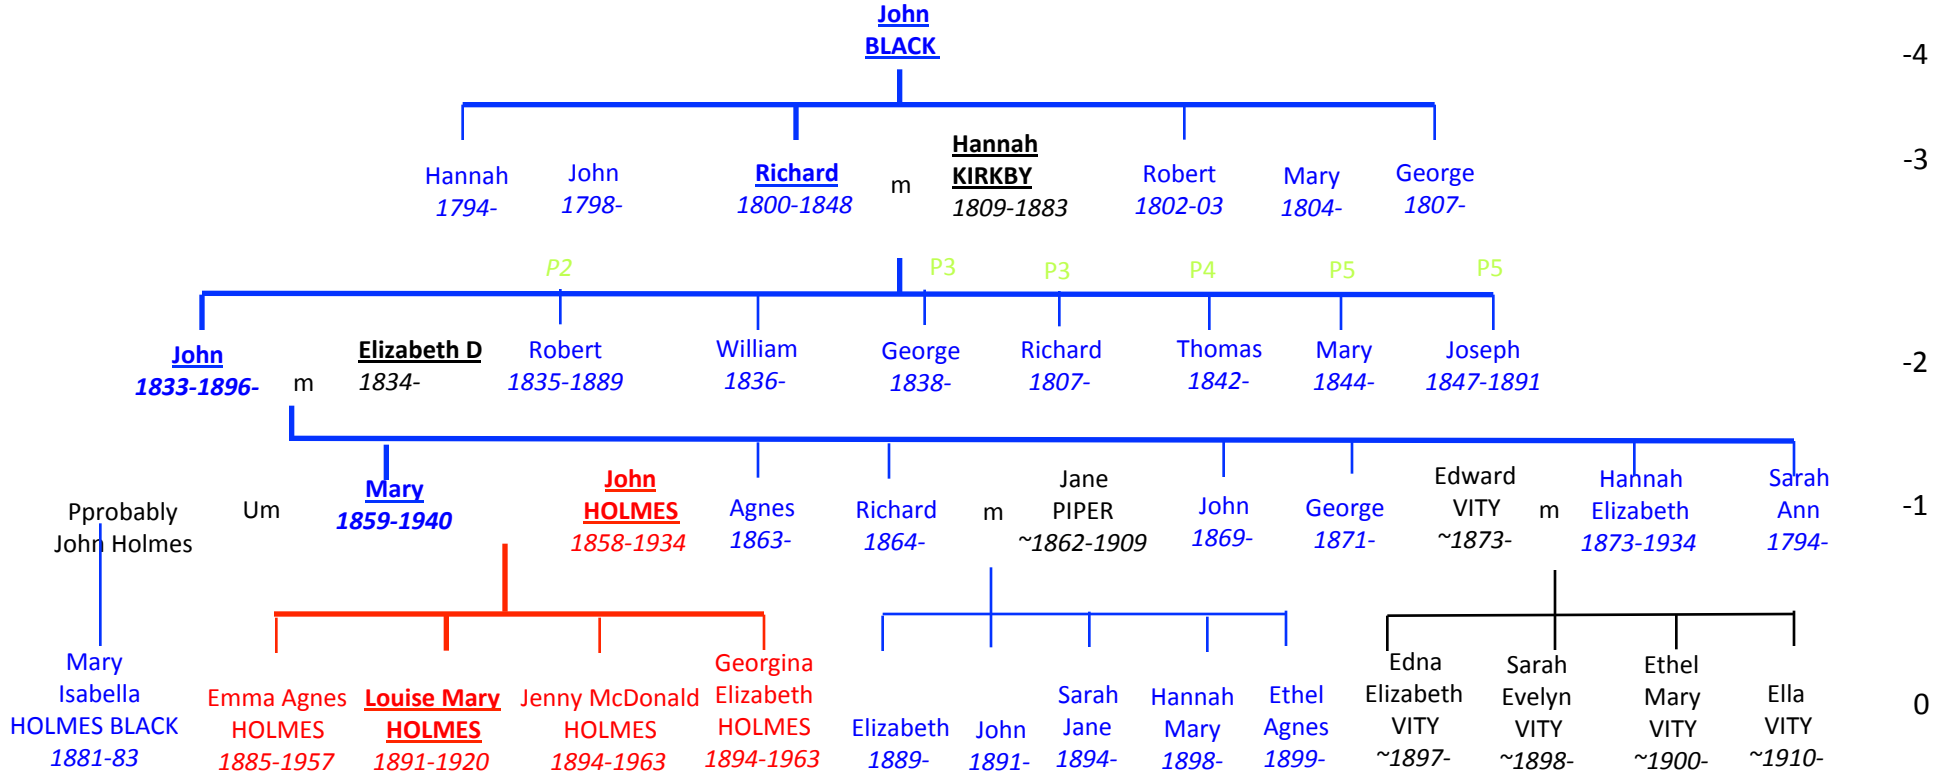 John
BLACK
-4
Hannah
1794-
John
1798-
Richard
1800-1848
m
Hannah
KIRKBY
1809-1883
Robert
1802-03
Mary
1804-
George
1807-
-3
P2
P3
P3
P4
P5
P5
John
1833-1896-
m
Elizabeth D
1834-
Robert
1835-1889
William
1836-
George
1838-
Richard
1807-
Thomas
1842-
Mary
1844-
Joseph
1847-1891
-2
Pprobably
John Holmes
Um
Mary
1859-1940
John
HOLMES
1858-1934
Agnes
1863-
Richard
1864-
m
Jane
PIPER
~1862-1909
John
1869-
George
1871-
Edward
VITY
~1873-
m
Hannah
Elizabeth
1873-1934
Sarah
Ann
1794-
-1
Mary
Isabella
HOLMES BLACK
1881-83
Emma Agnes
HOLMES
1885-1957
Louise Mary
HOLMES
1891-1920
Jenny McDonald
HOLMES
1894-1963
Georgina
Elizabeth
HOLMES
1894-1963
Elizabeth
1889-
John
1891-
Sarah
Jane
1894-
Hannah
Mary
1898-
Ethel
Agnes
1899-
Edna
Elizabeth
VITY
~1897-
Sarah
Evelyn
VITY
~1898-
Ethel
Mary
VITY
~1900-
Ella
VITY
~1910-
0